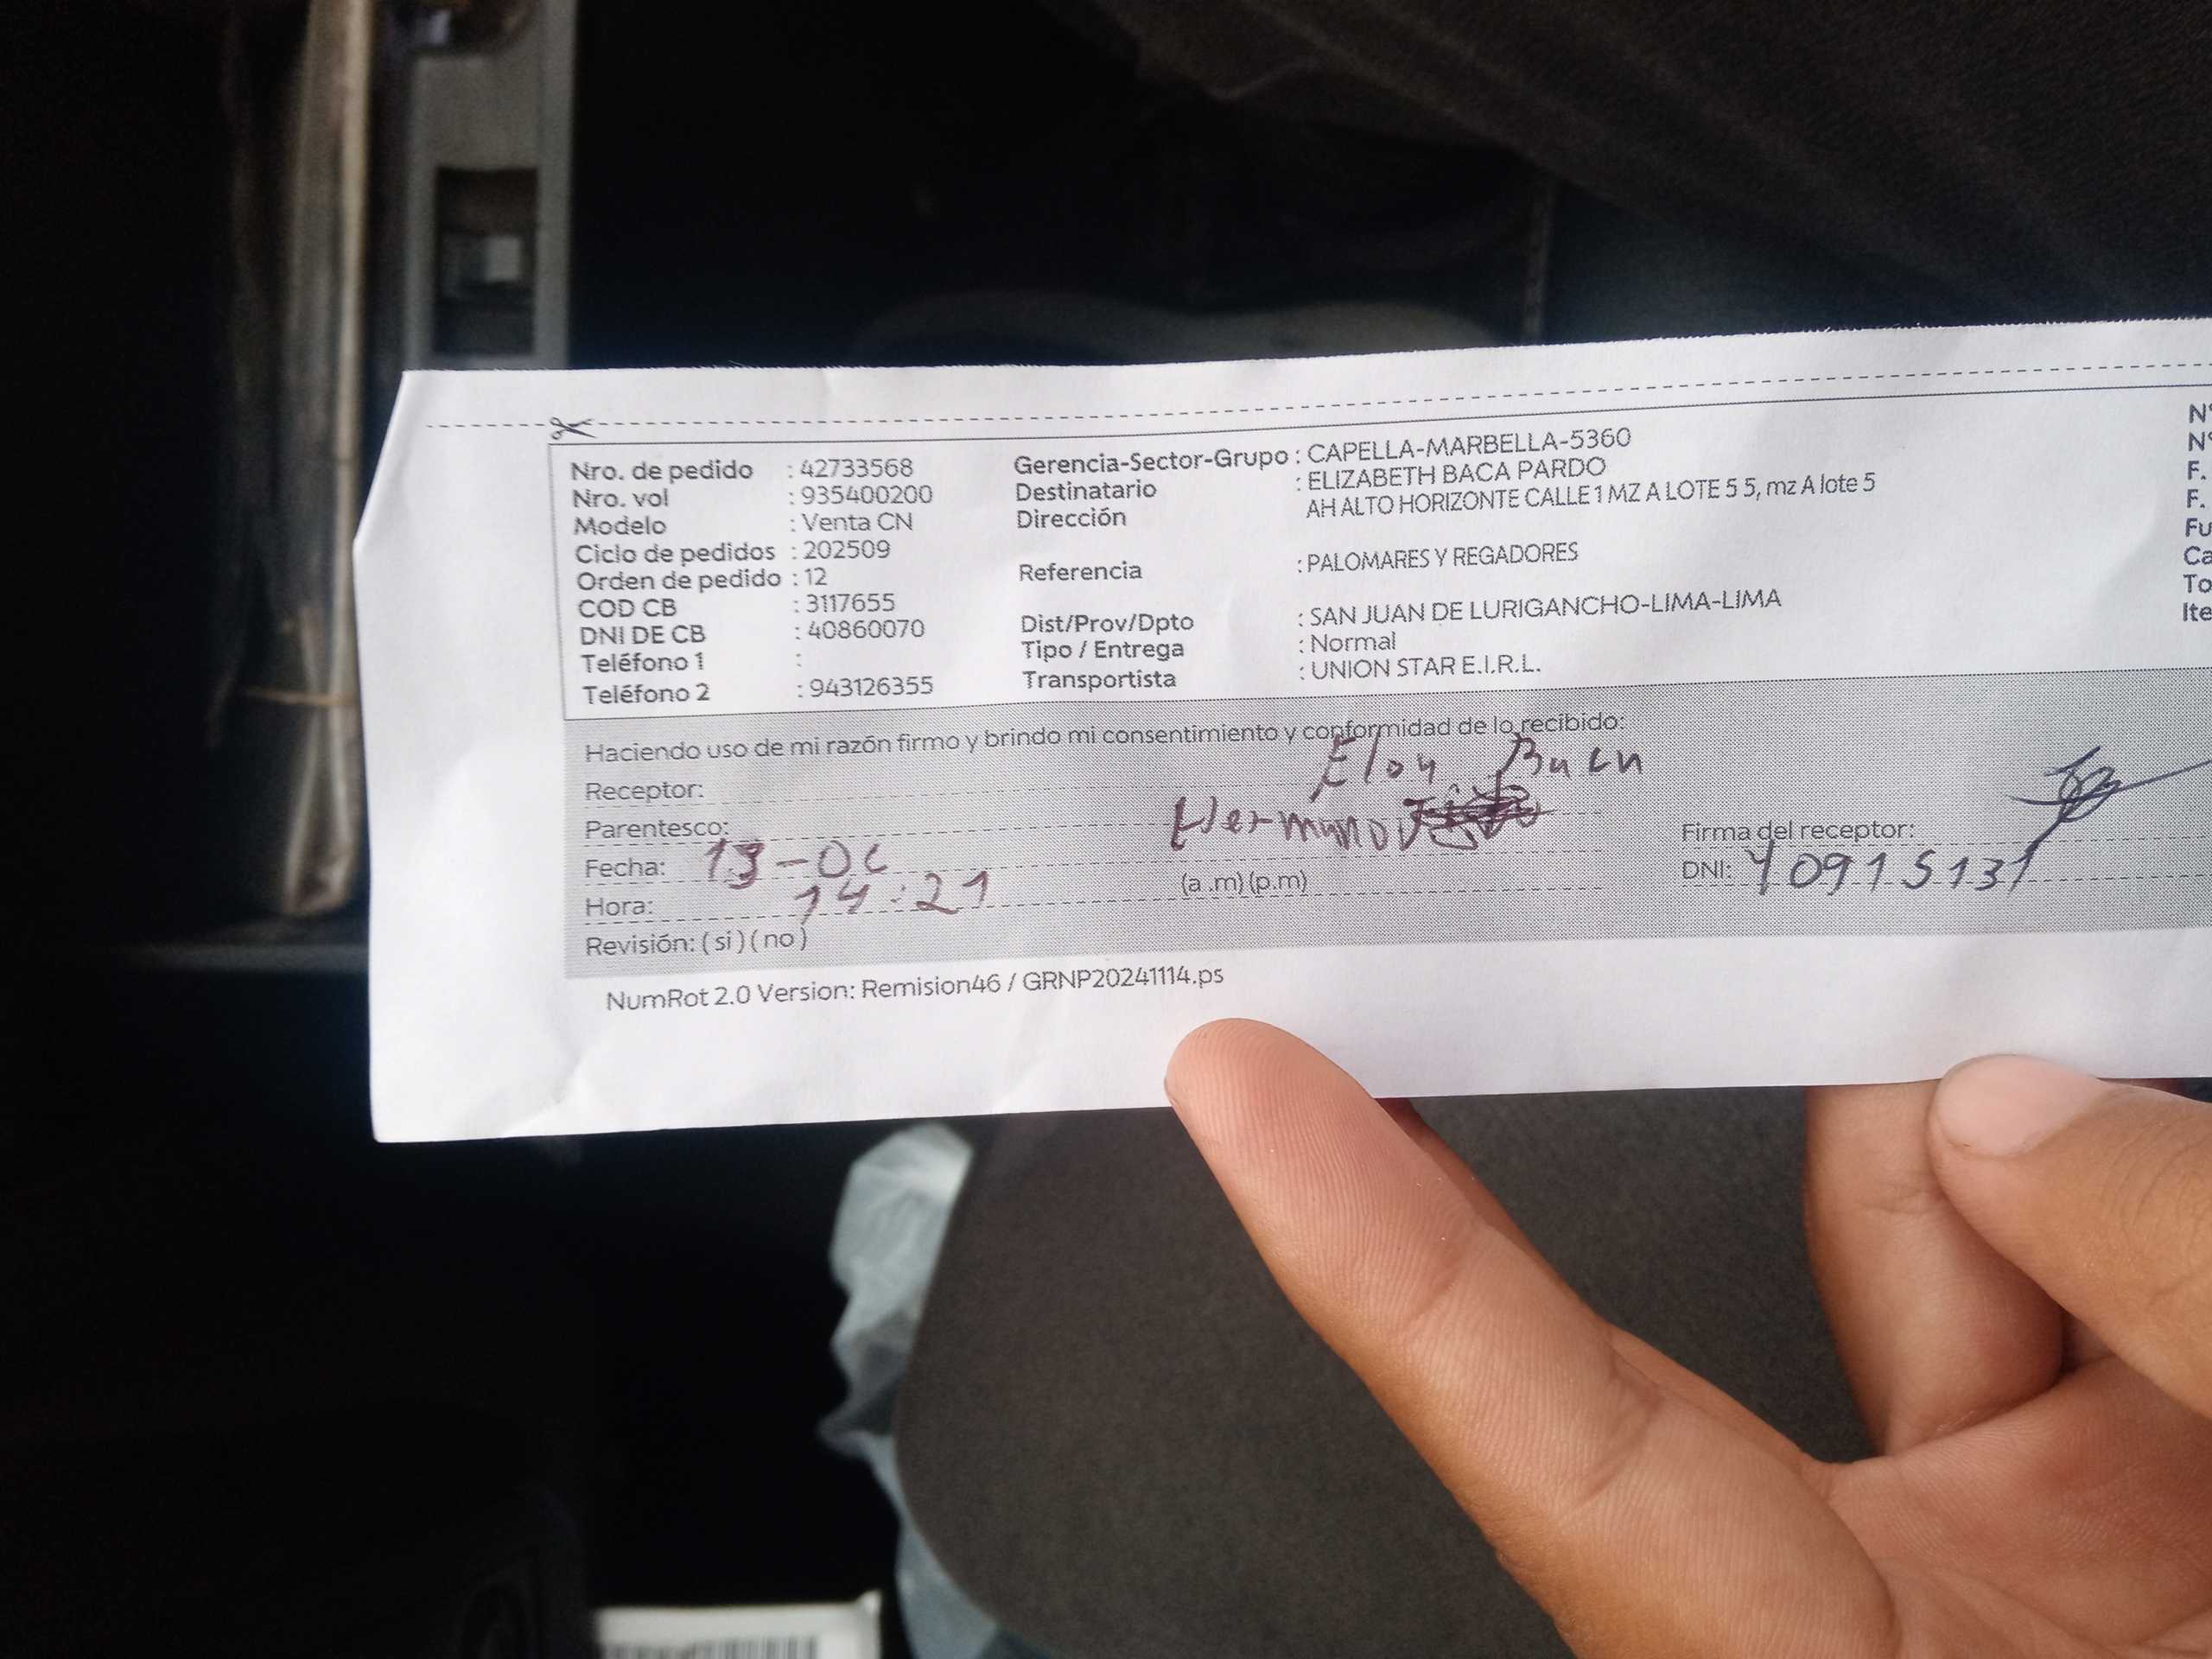 Nro. de pedido : 42733568
Nro. vol : 935400200
Modelo : Venta CN
Ciclo de pedidos : 202509
Orden de pedido : 12
COD CB : 3117655
DNI DE CB : 40860070
Teléfono 1 :
Teléfono 2 : 943126355
Gerencia-Sector-Grupo : CAPELLA-MARBELLA-5360
Destinatario : ELIZABETH BACA PARDO
Dirección AH ALTO HORIZONTE CALLE 1 MZ A LOTE 5 5, mz A lote 5
Referencia : PALOMARES Y REGADORES
Dist/Prov/Dpto : SAN JUAN DE LURIGANCHO-LIMA-LIMA
Tipo / Entrega : Normal
Transportista : UNION STAR E.I.R.L.
N°
N°
F.
F.
Fu
Ca
To
Ite
Haciendo uso de mi razón firmo y brindo mi consentimiento y conformidad de lo recibido:
Receptor: Eloy Baca
Parentesco: Hermano
Fecha: 13-06
Hora: 14:21 (a .m) (p.m)
Revisión: ( si ) ( no )
Firma del receptor:
DNI: 40915131
NumRot 2.0 Version: Remision46 / GRNP20241114.ps